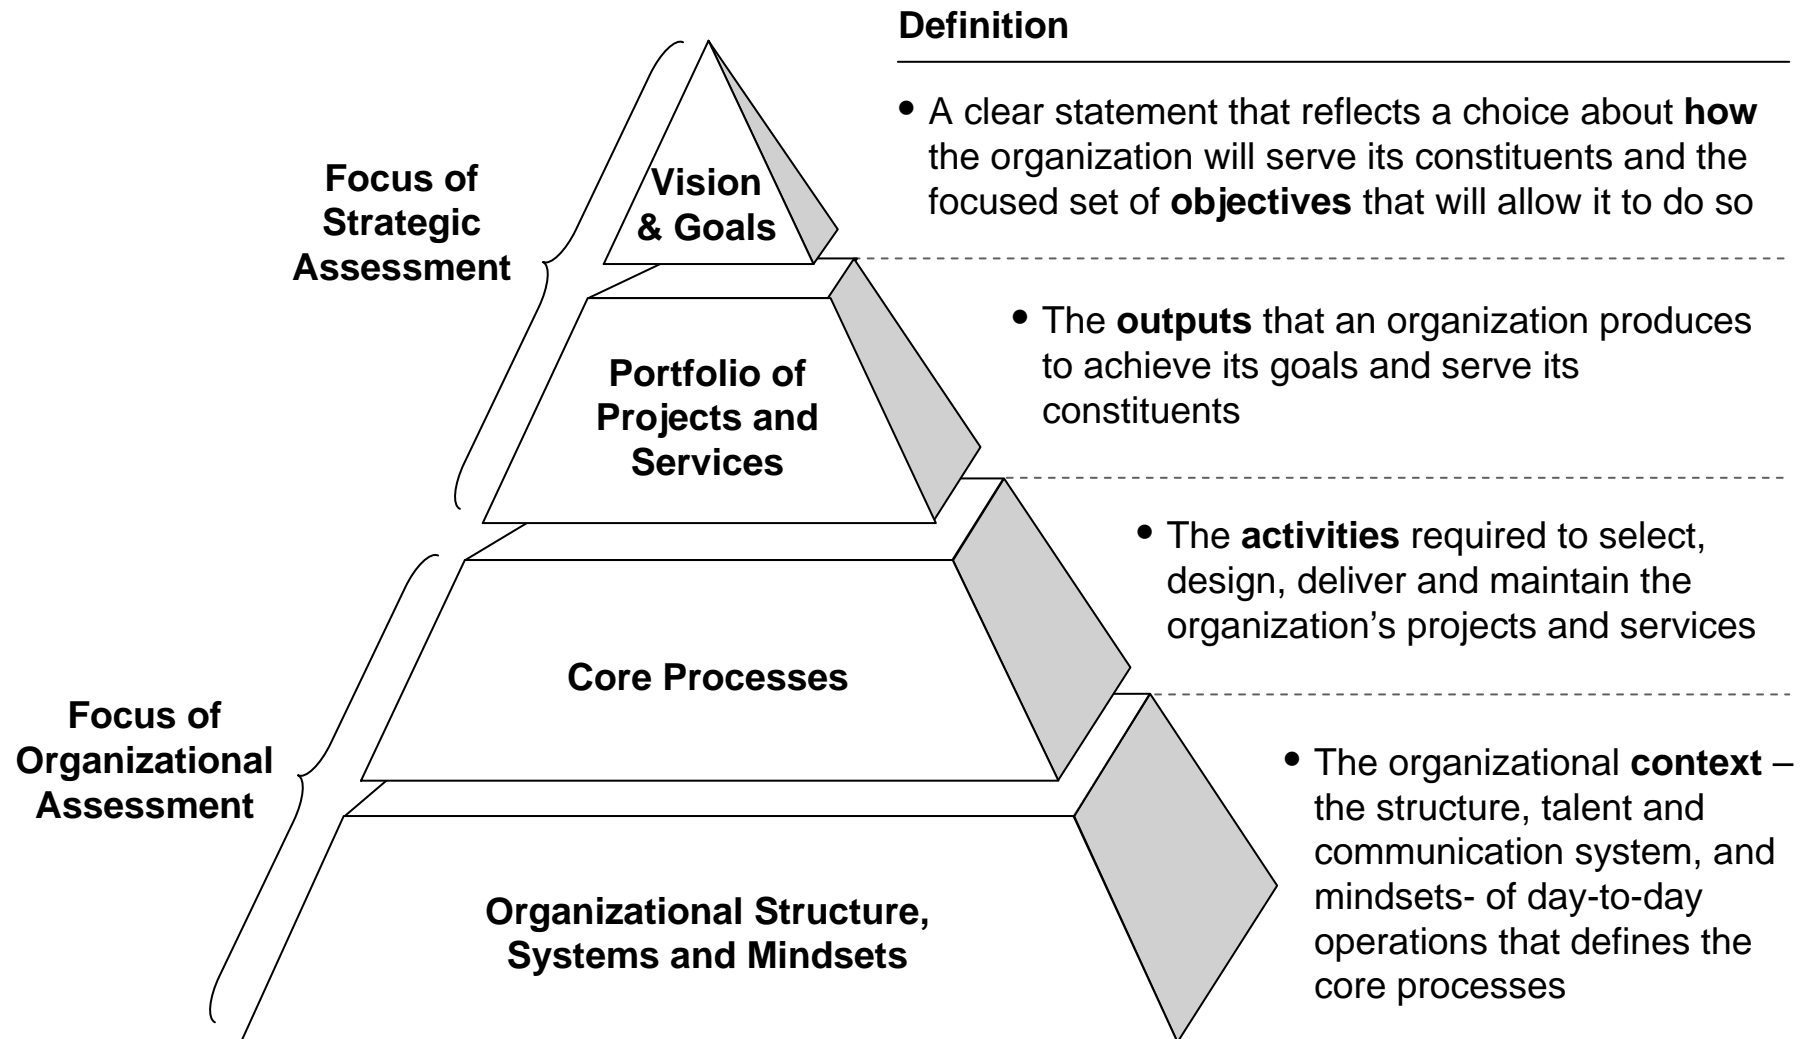 Definition
• A clear statement that reflects a choice about how
the organization will serve its constituents and the
focused set of objectives that will allow it to do so
Focus of
Strategic
Assessment
Vision
& Goals
• The outputs that an organization produces
to achieve its goals and serve its
constituents
Portfolio of
Projects and
Services
• The activities required to select,
design, deliver and maintain the
organization’s projects and services
Core Processes
Focus of
Organizational
Assessment
• The organizational context –
the structure, talent and
communication system, and
mindsets- of day-to-day
operations that defines the
core processes
Organizational Structure,
Systems and Mindsets